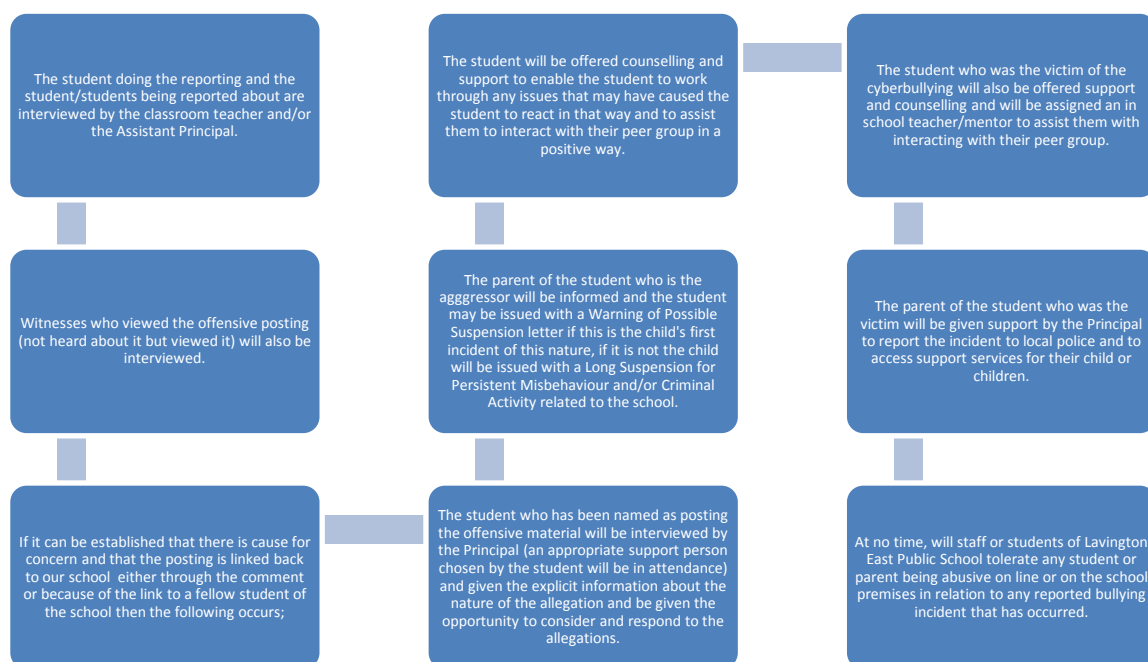 The student doing the reporting and the
student/students being reported about are
interviewed by the classroom teacher and/or
the Assistant Principal.
Witnesses who viewed the offensive posting
(not heard about it but viewed it) will also be
interviewed.
If it can be established that there is cause for
concern and that the posting is linked back
to our school either through the comment
or because of the link to a fellow student of
the school then the following occurs;
The student who has been named as posting
the offensive material will be interviewed by
the Principal (an appropriate support person
chosen by the student will be in attendance)
and given the explicit information about the
nature of the allegation and be given the
opportunity to consider and respond to the
allegations.
The parent of the student who is the
agggressor will be informed and the student
may be issued with a Warning of Possible
Suspension letter if this is the child's first
incident of this nature, if it is not the child
will be issued with a Long Suspension for
Persistent Misbehaviour and/or Criminal
Activity related to the school.
The student will be offered counselling and
support to enable the student to work
through any issues that may have caused the
student to react in that way and to assist
them to interact with their peer group in a
positive way.
The student who was the victim of the
cyberbullying will also be offered support
and counselling and will be assigned an in
school teacher/mentor to assist them with
interacting with their peer group.
The parent of the student who was the
victim will be given support by the Principal
to report the incident to local police and to
access support services for their child or
children.
At no time, will staff or students of Lavington
East Public School tolerate any student or
parent being abusive on line or on the school
premises in relation to any reported bullying
incident that has occurred.